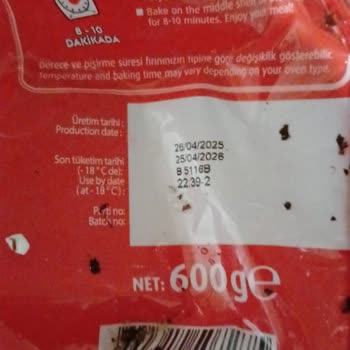 ■ Bake on the middle shelf of
for 8-10 minutes. Enjoy your meal!
8 - 10
DAKİKADA
Derece ve pişirme süresi fırınınızın tipine göre değişiklik gösterebilir.
Temperature and baking time may vary depending on your oven type.
Üretim tarihi :
Production date :
26/04/2025
Son tüketim tarihi
25/04/2026
(- 18°C de):
B 5116B
Use by date
22:39-2
(at - 18°C) :
Parti no:
Batch no:
NET: 600g e